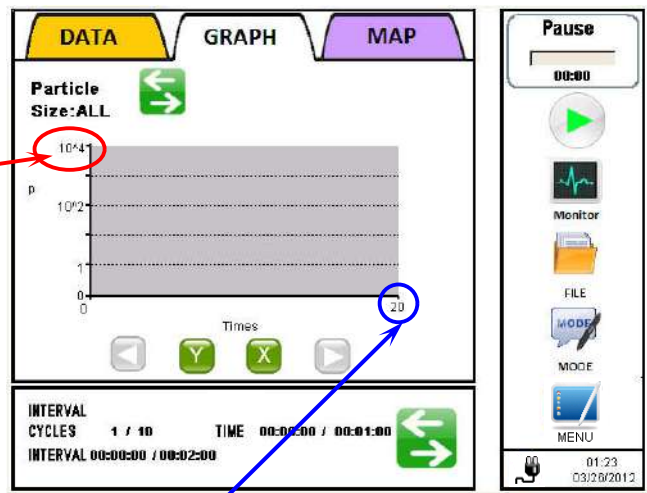 DATA GRAPH MAP
Particle
Size:ALL
10^4
p
10^2
1
0
0 20
Times
Y X
INTERVAL
CYCLES 1 / 10 TIME 00:00:00 / 00:01:00
INTERVAL 00:00:00 / 00:02:00
Pause
00:00
Monitor
FILE
MODE
MODE
MENU
01:23
03/26/2012